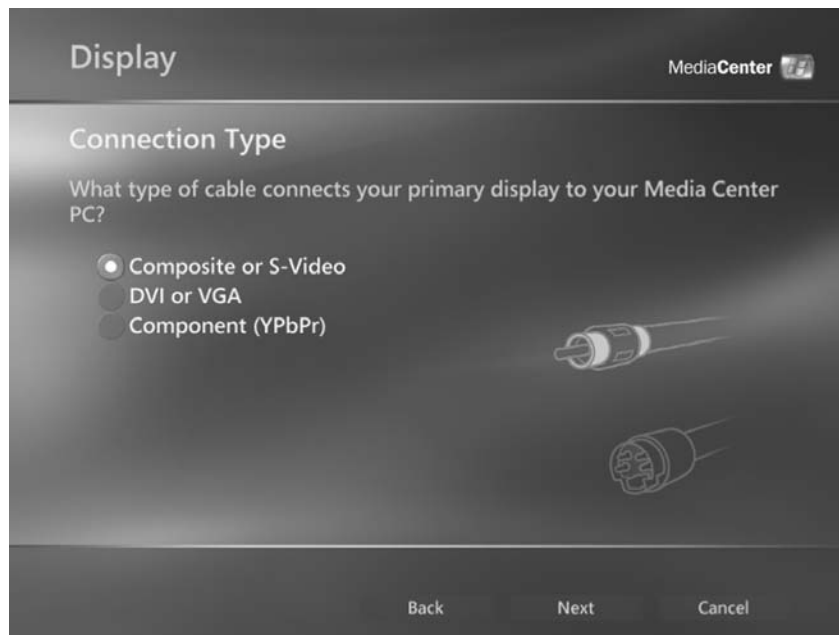 Display
MediaCenter
Connection Type
What type of cable connects your primary display to your Media Center
PC?
Composite or S-Video
DVI or VGA
Component (YPbPr)
Back Next Cancel